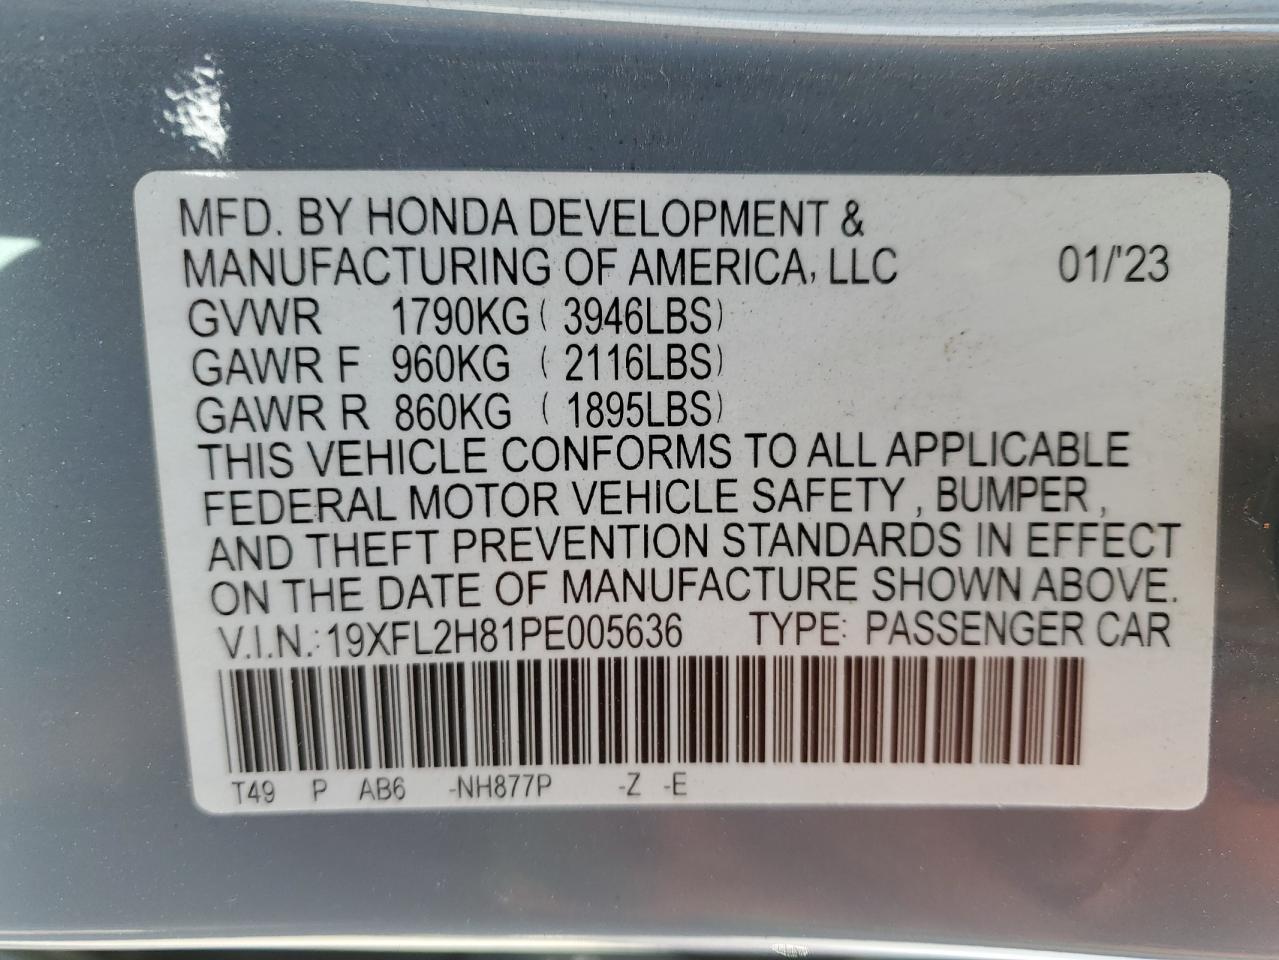 MFD. BY HONDA DEVELOPMENT &
MANUFACTURING OF AMERICA, LLC 01/'23
GVWR 1790KG ( 3946LBS)
GAWR F 960KG ( 2116LBS)
GAWR R 860KG ( 1895LBS)
THIS VEHICLE CONFORMS TO ALL APPLICABLE
FEDERAL MOTOR VEHICLE SAFETY , BUMPER ,
AND THEFT PREVENTION STANDARDS IN EFFECT
ON THE DATE OF MANUFACTURE SHOWN ABOVE.
V.I.N.: 19XFL2H81PE005636 TYPE: PASSENGER CAR
T49 P AB6 -NH877P -Z -E